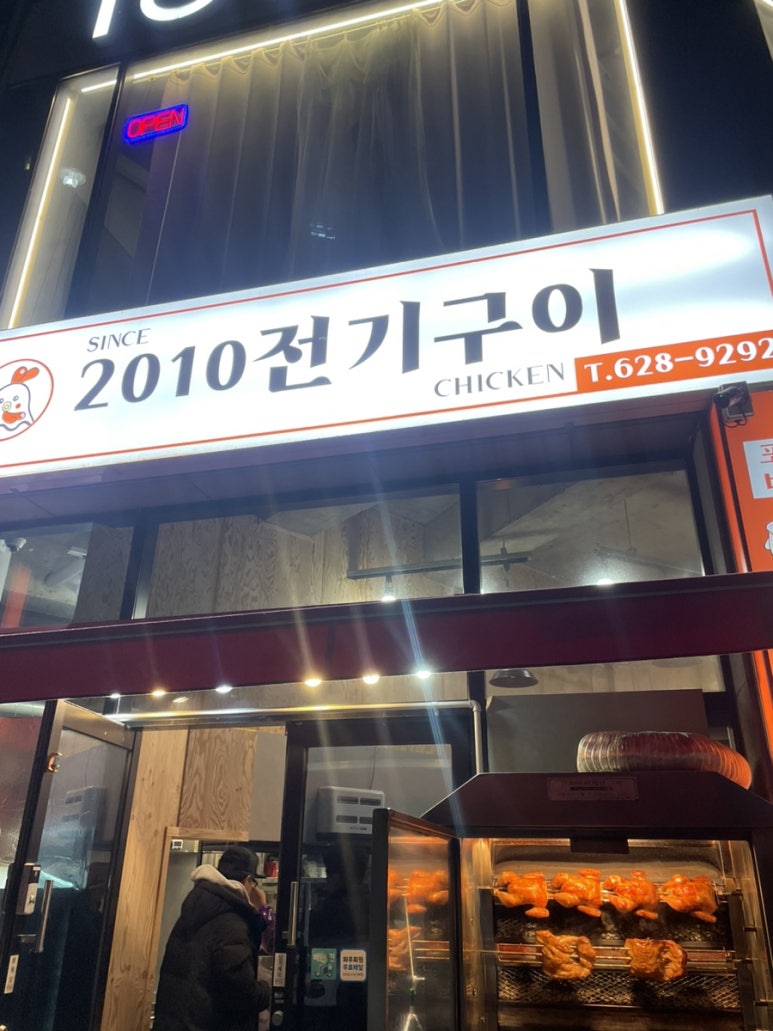 OPEN
SINCE
2010전기구이
CHICKEN
T.628-9292